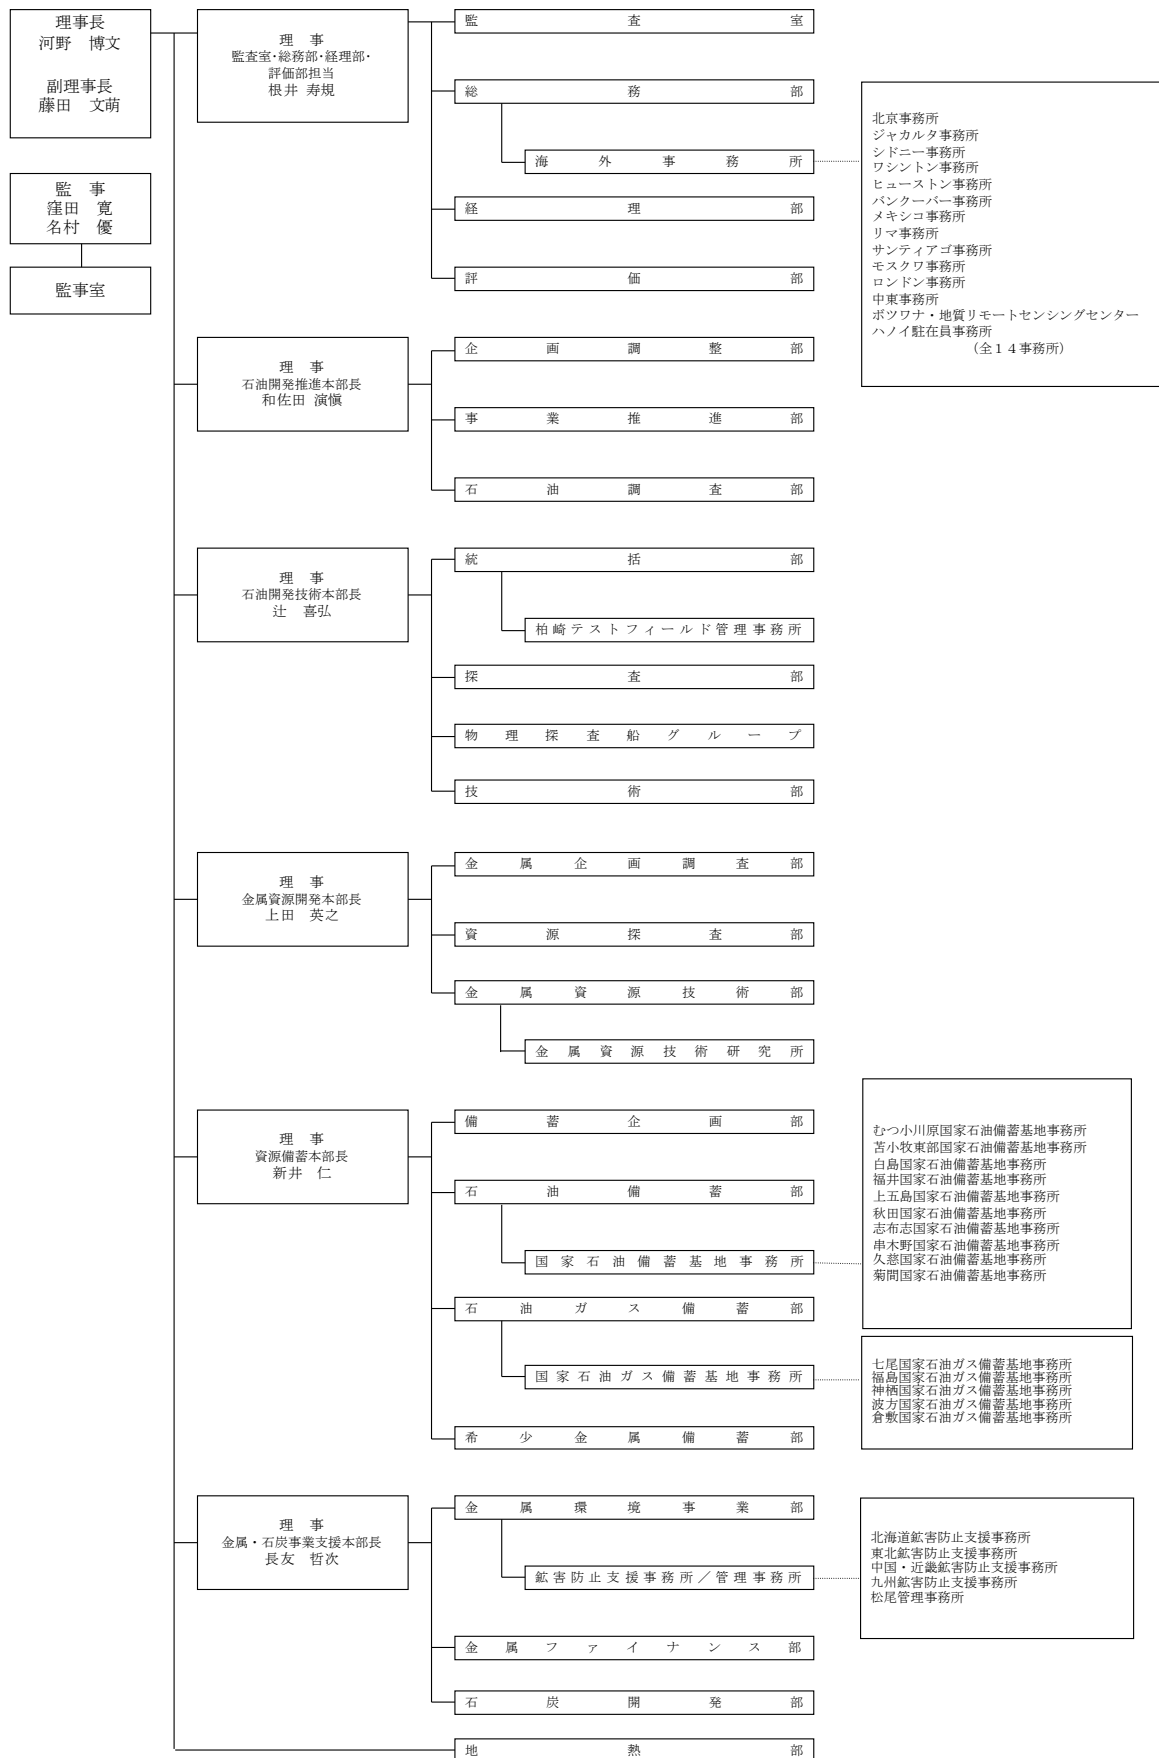 理事長
河野　博文
副理事長
藤田　文萌
監　事
窪田　寛
名村　優
監事室
理　事
監査室・総務部・経理部・
評価部担当
根井 寿規
監査室
総務部
海外事務所
経理部
評価部
北京事務所
ジャカルタ事務所
シドニー事務所
ワシントン事務所
ヒューストン事務所
バンクーバー事務所
メキシコ事務所
リマ事務所
サンティアゴ事務所
モスクワ事務所
ロンドン事務所
中東事務所
ボツワナ・地質リモートセンシングセンター
ハノイ駐在員事務所
（全１４事務所）
理　事
石油開発推進本部長
和佐田 演愼
企画調整部
事業推進部
石油調査部
理　事
石油開発技術本部長
辻　喜弘
統括部
柏崎テストフィールド管理事務所
探査部
物理探査船グループ
技術部
理　事
金属資源開発本部長
上田　英之
金属企画調査部
資源探査部
金属資源技術部
金属資源技術研究所
理　事
資源備蓄本部長
新井　仁
備蓄企画部
石油備蓄部
国家石油備蓄基地事務所
石油ガス備蓄部
国家石油ガス備蓄基地事務所
希少金属備蓄部
むつ小川原国家石油備蓄基地事務所
苫小牧東部国家石油備蓄基地事務所
白島国家石油備蓄基地事務所
福井国家石油備蓄基地事務所
上五島国家石油備蓄基地事務所
秋田国家石油備蓄基地事務所
志布志国家石油備蓄基地事務所
串木野国家石油備蓄基地事務所
久慈国家石油備蓄基地事務所
菊間国家石油備蓄基地事務所
七尾国家石油ガス備蓄基地事務所
福島国家石油ガス備蓄基地事務所
神栖国家石油ガス備蓄基地事務所
波方国家石油ガス備蓄基地事務所
倉敷国家石油ガス備蓄基地事務所
理　事
金属・石炭事業支援本部長
長友　哲次
金属環境事業部
鉱害防止支援事務所／管理事務所
金属ファイナンス部
石炭開発部
北海道鉱害防止支援事務所
東北鉱害防止支援事務所
中国・近畿鉱害防止支援事務所
九州鉱害防止支援事務所
松尾管理事務所
地熱部